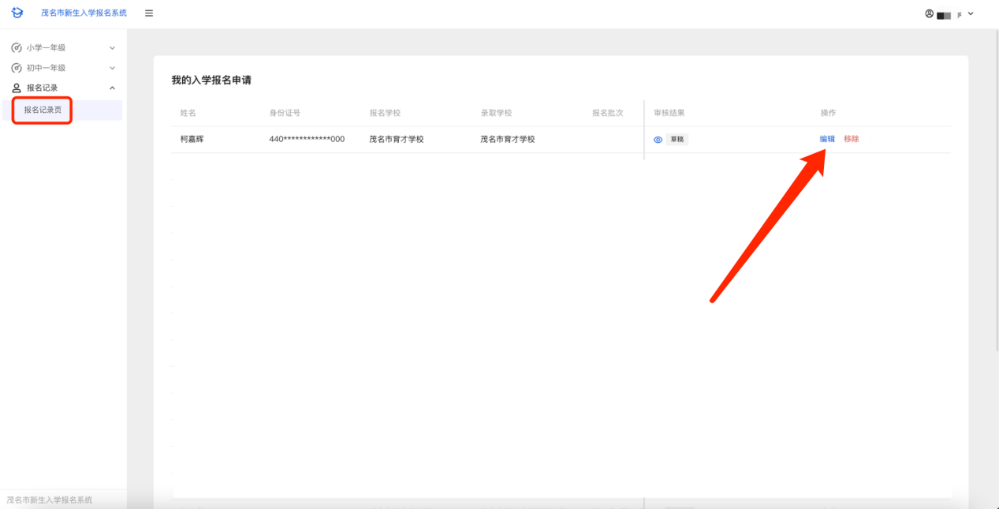 茂名市新生入学报名系统
小学一年级
初中一年级
报名记录
报名记录页
我的入学报名申请
姓名 身份证号 报名学校 录取学校 报名批次 审核结果 操作
柯嘉辉 440************000 茂名市育才学校 茂名市育才学校 草稿 编辑 移除
茂名市新生入学报名系统